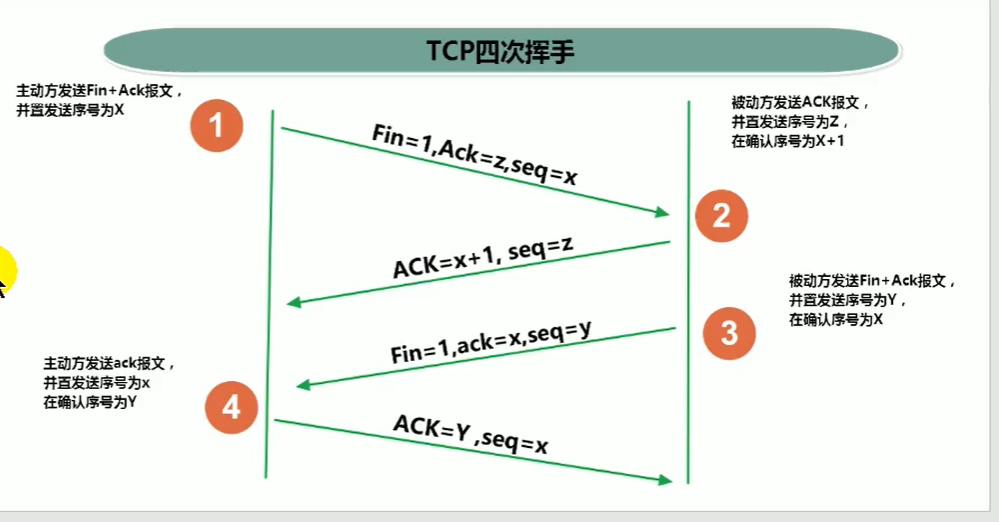 TCP四次挥手
主动方发送Fin+Ack报文，
并置发送序号为X
1
Fin=1,Ack=z,seq=x
被动方发送ACK报文，
并置发送序号为Z，
在确认序号为X+1
2
ACK=x+1, seq=z
被动方发送Fin+Ack报文，
并置发送序号为Y，
在确认序号为X
3
Fin=1,ack=x,seq=y
主动方发送ack报文，
并置发送序号为x
在确认序号为Y
4
ACK=Y ,seq=x